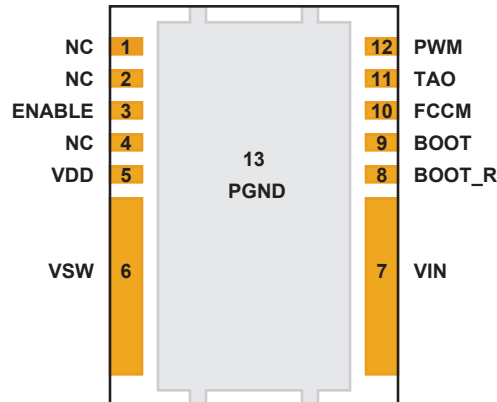 NC 1
NC 2
ENABLE 3
NC 4
VDD 5
VSW 6
13
PGND
12 PWM
11 TAO
10 FCCM
9 BOOT
8 BOOT_R
7 VIN